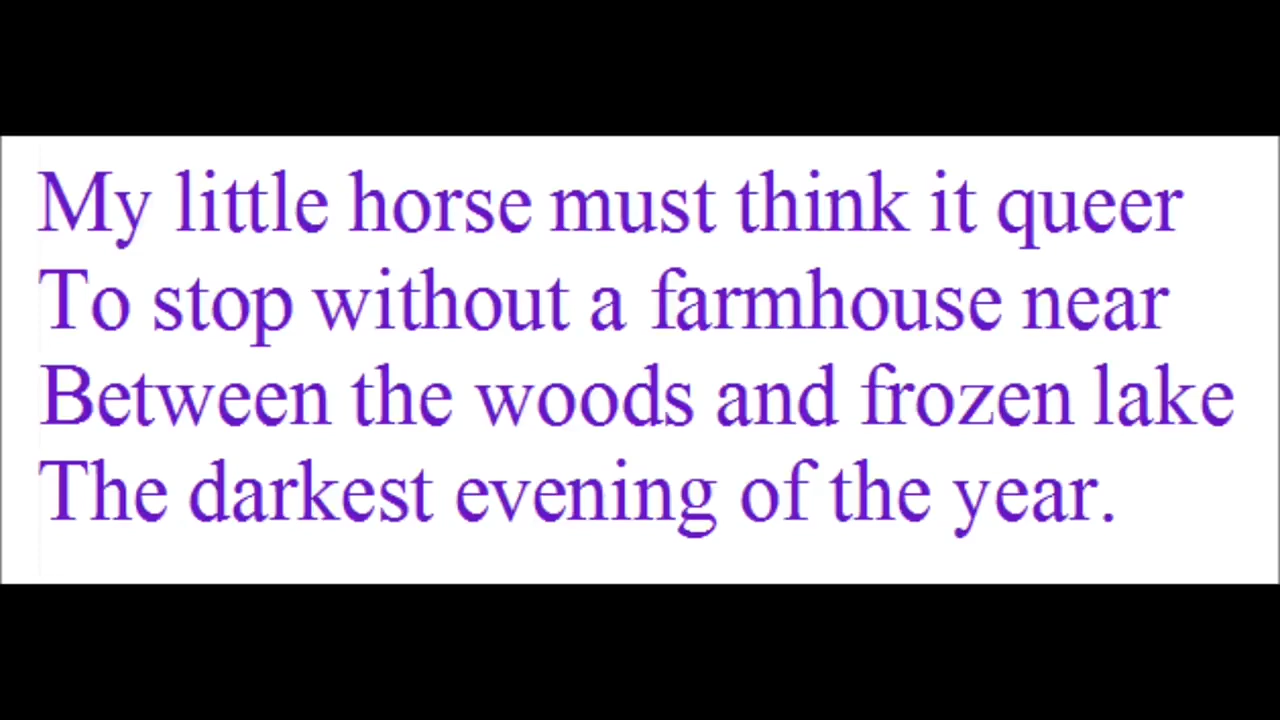 My little horse must think it queer
To stop without a farmhouse near
Between the woods and frozen lake
The darkest evening of the year.